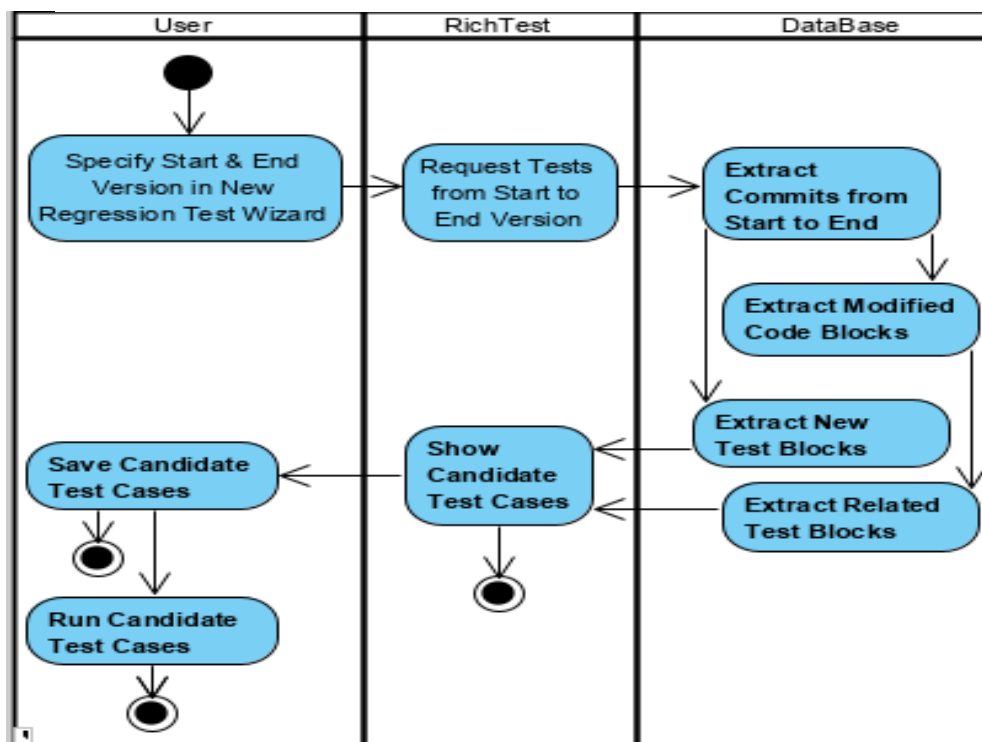 User
RichTest
DataBase
Specify Start & End
Version in New
Regression Test Wizard
Request Tests
from Start to
End Version
Extract
Commits from
Start to End
Extract Modified
Code Blocks
Extract New
Test Blocks
Show
Candidate
Test Cases
Save Candidate
Test Cases
Extract Related
Test Blocks
Run Candidate
Test Cases